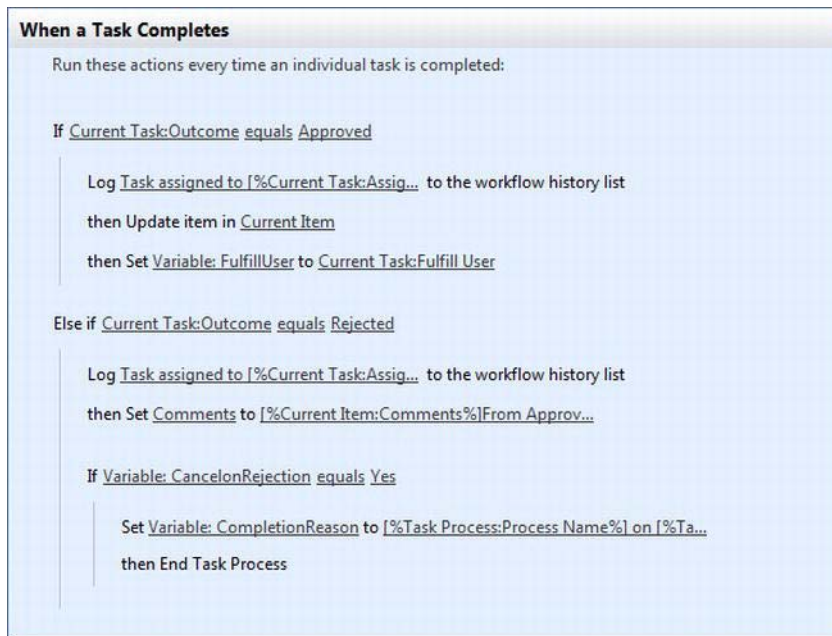 When a Task Completes
Run these actions every time an individual task is completed:
If Current Task:Outcome equals Approved
Log Task assigned to [%Current Task:Assig... to the workflow history list
then Update item in Current Item
then Set Variable: FulfillUser to Current Task:Fulfill User
Else if Current Task:Outcome equals Rejected
Log Task assigned to [%Current Task:Assig... to the workflow history list
then Set Comments to [%Current Item:Comments%]From Approv...
If Variable: CancelonRejection equals Yes
Set Variable: CompletionReason to [%Task Process:Process Name%] on [%Ta...
then End Task Process